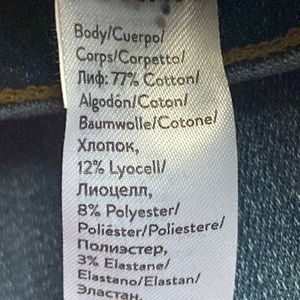 Body/Cuerpo/
Corps/Corpetto/
Лиф: 77% Cotton/
Algodón/Coton/
Baumwolle/Cotone/
Хлопок,
12% Lyocell/
Лиоцелл,
8% Polyester/
Poliéster/Poliestere/
Полиэстер,
3% Elastane/
Elastano/Elastan/
Эластан.